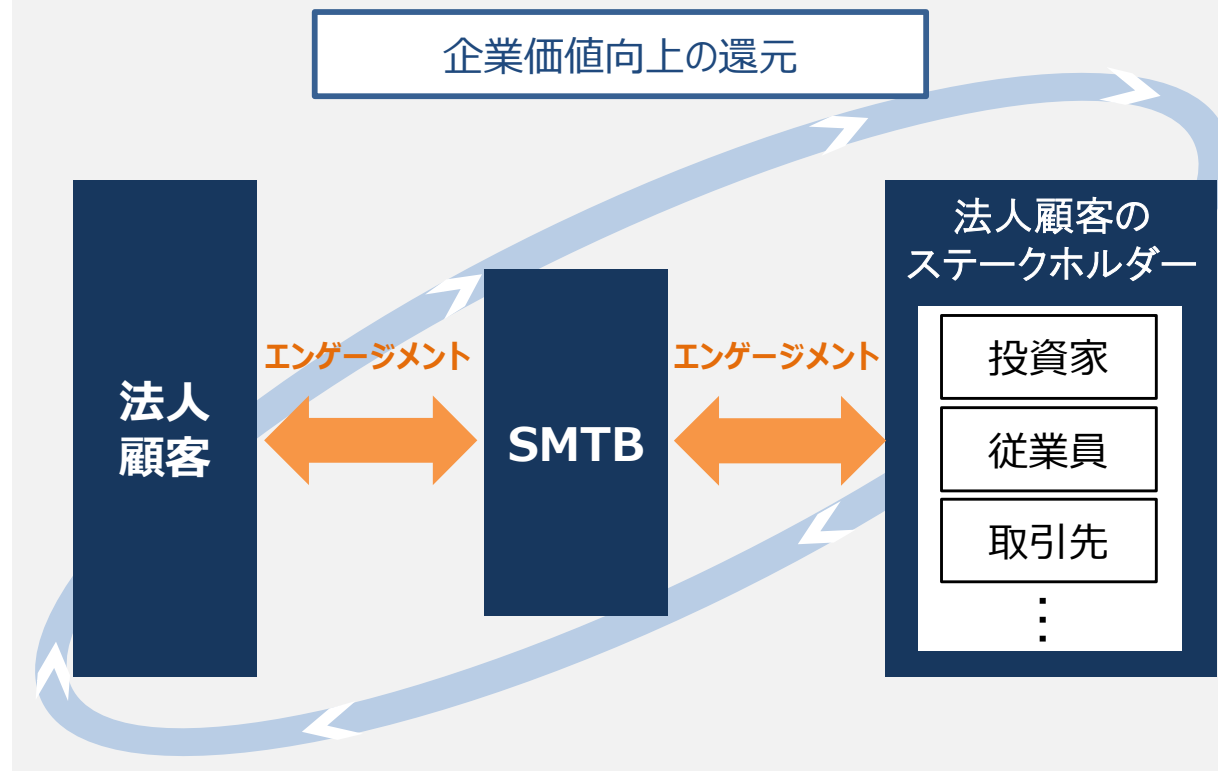 企業価値向上の還元
法人顧客の
ステークホルダー
エンゲージメント
エンゲージメント
投資家
法人
顧客
SMTB
従業員
取引先
⋮